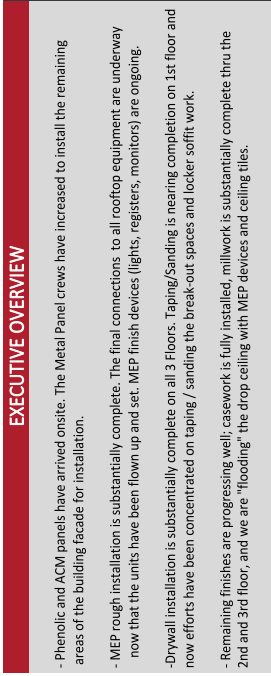 EXECUTIVE OVERVIEW
- Phenolic and ACM panels have arrived onsite. The Metal Panel crews have increased to install the remaining
areas of the building facade for installation.
- MEP rough installation is substantially complete. The final connections to all rooftop equipment are underway
now that the units have been flown up and set. MEP finish devices (lights, registers, monitors) are ongoing.
-Drywall installation is substantially complete on all 3 Floors. Taping/Sanding is nearing completion on 1st floor and
now efforts have been concentrated on taping / sanding the break-out spaces and locker soffit work.
- Remaining finishes are progressing well; casework is fully installed, millwork is substantially complete thru the
2nd and 3rd floor, and we are "flooding" the drop ceiling with MEP devices and ceiling tiles.